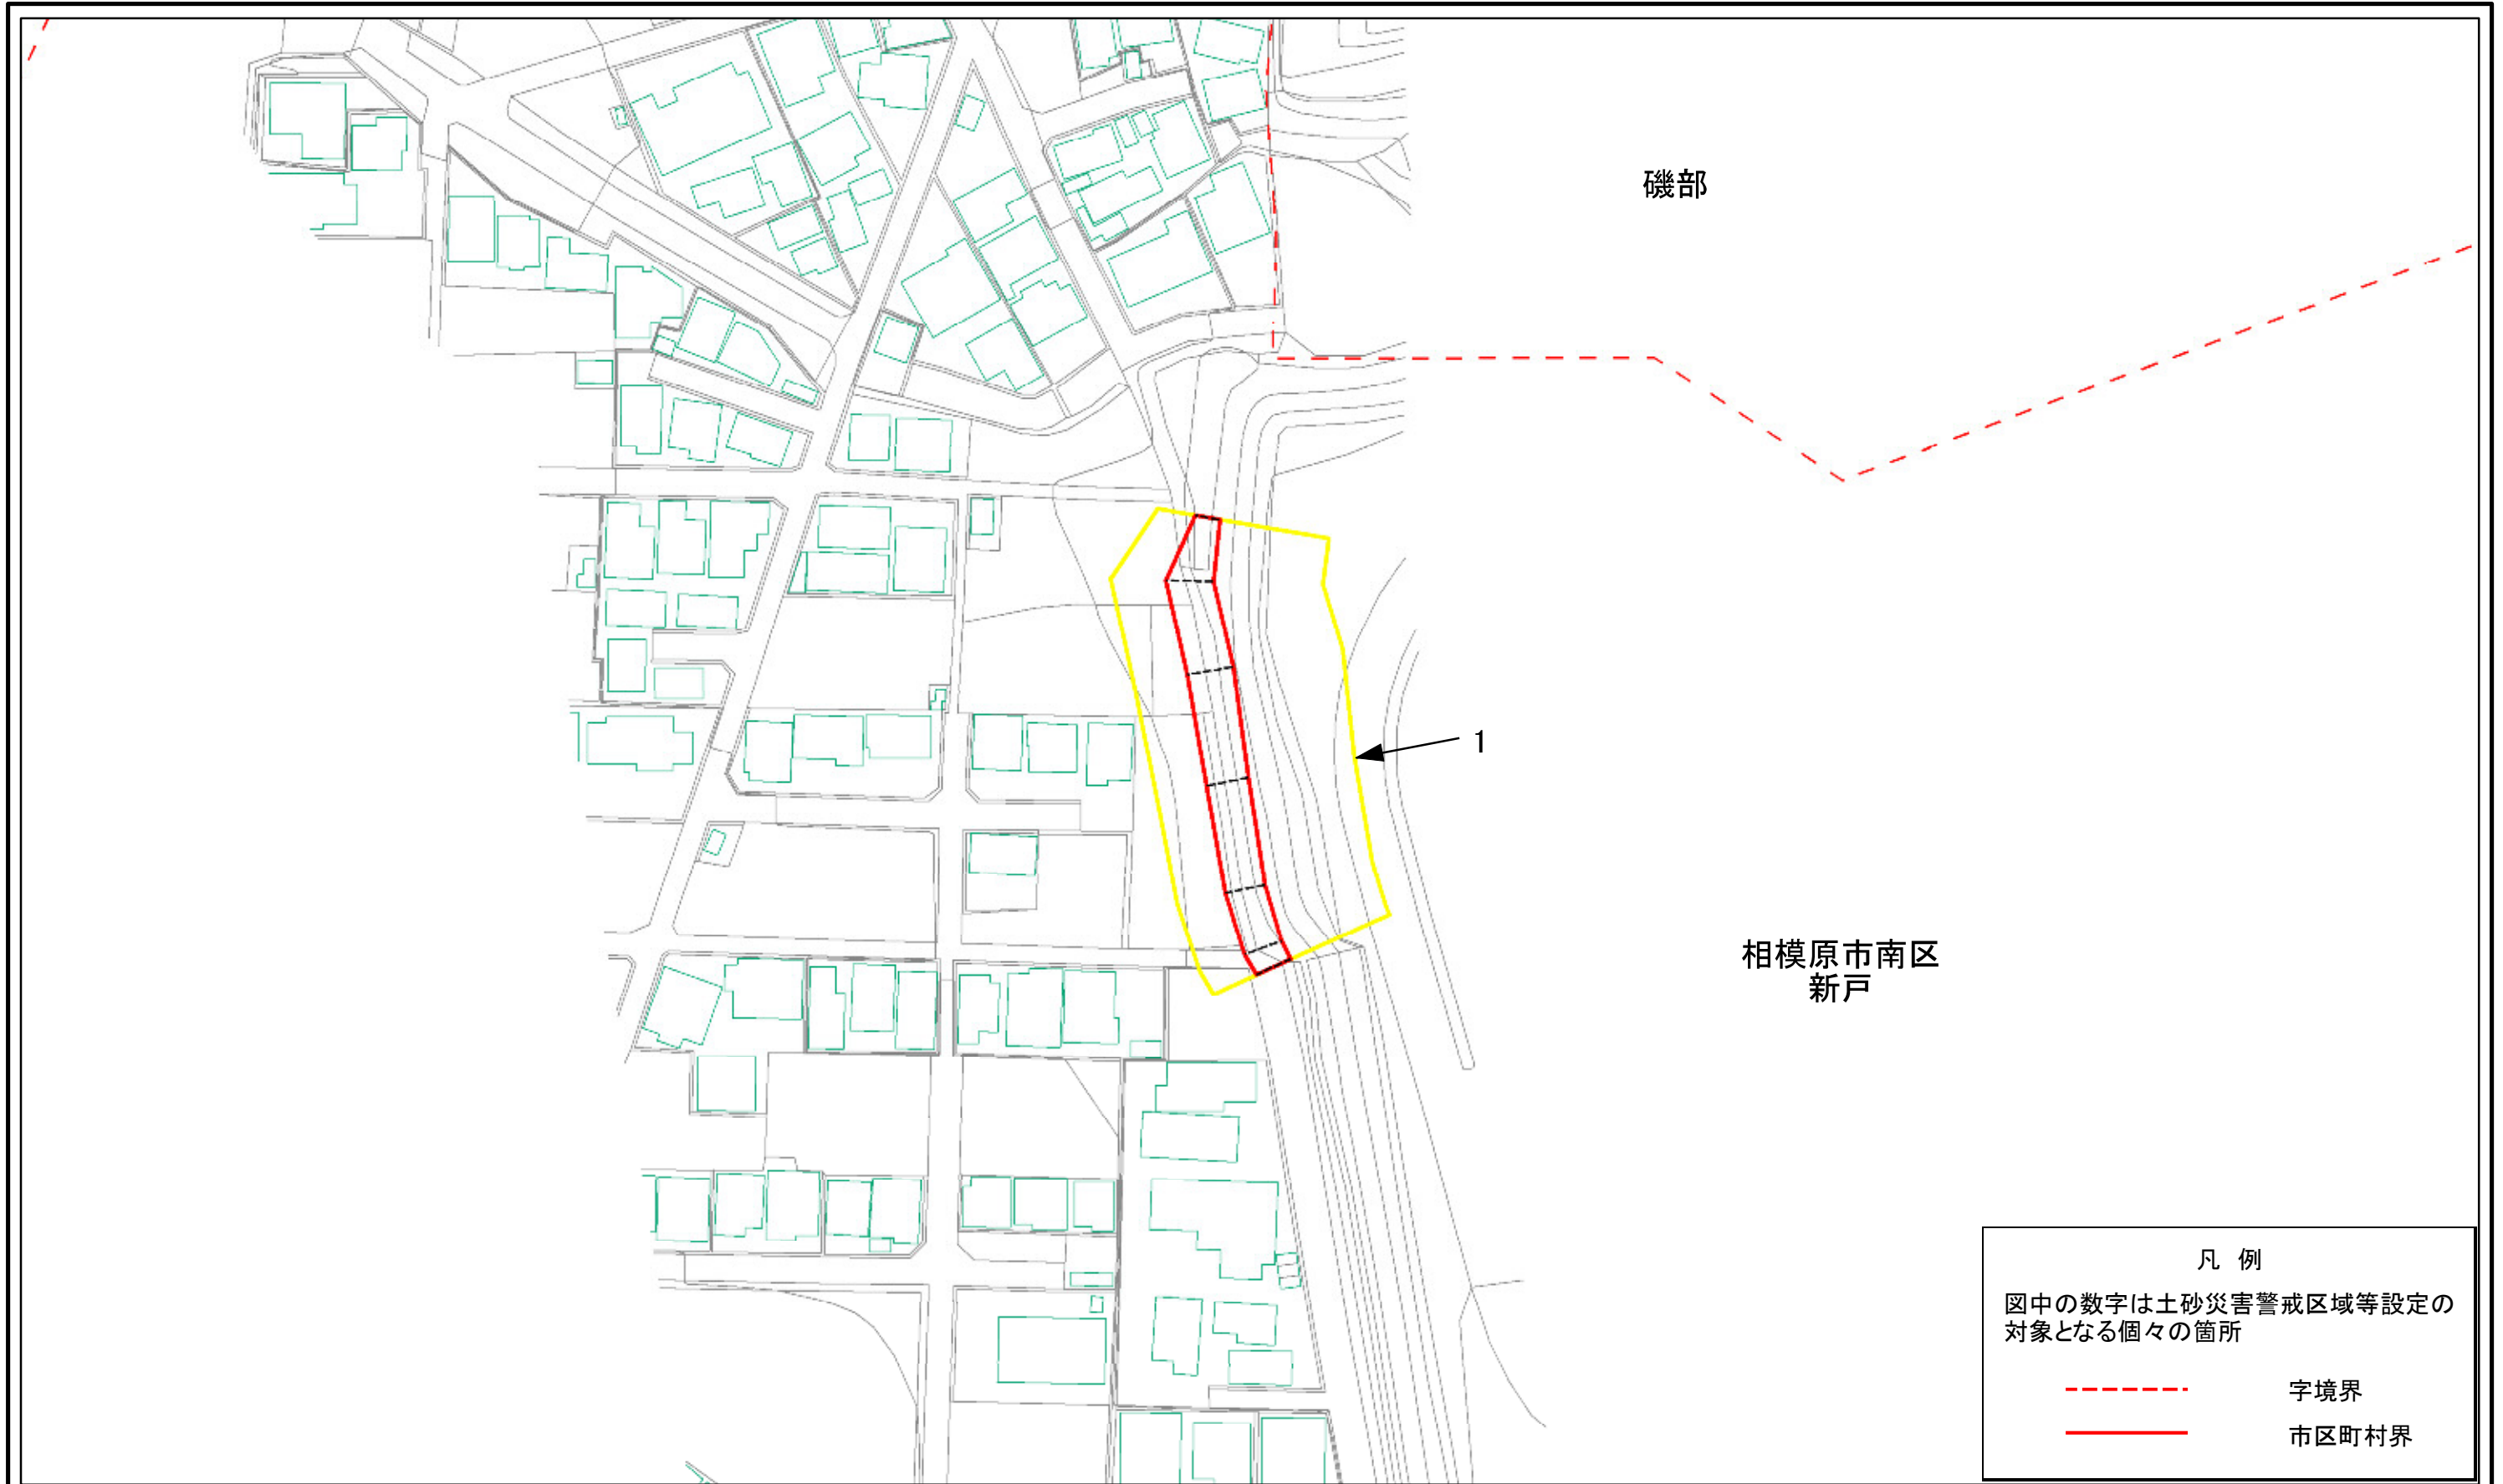 磯部
1
相模原市南区
新戸
凡 例
図中の数字は土砂災害警戒区域等設定の
対象となる個々の箇所
字境界
市区町村界